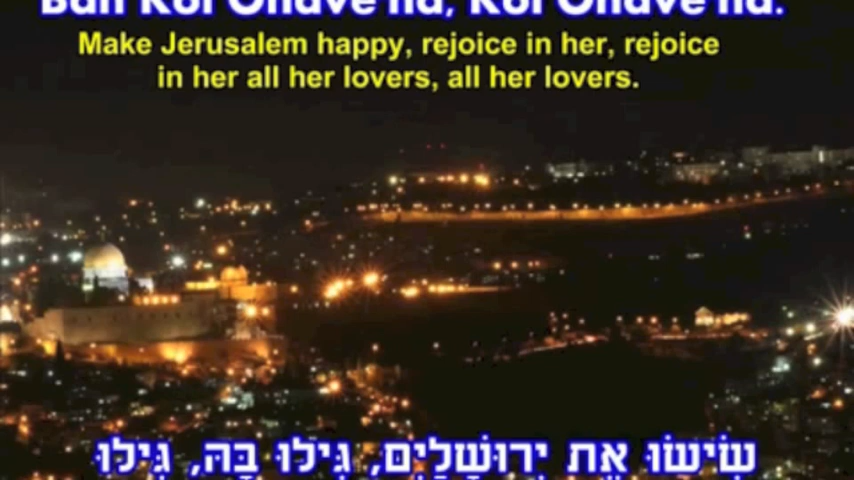 Bah Kol Ohave'ha, Kol Ohave'ha.
Make Jerusalem happy, rejoice in her, rejoice
in her all her lovers, all her lovers.
שִׂישׂוּ אֶת יְרוּשָׁלַיִם, גִּילוּ בָּהּ, גִּילוּ